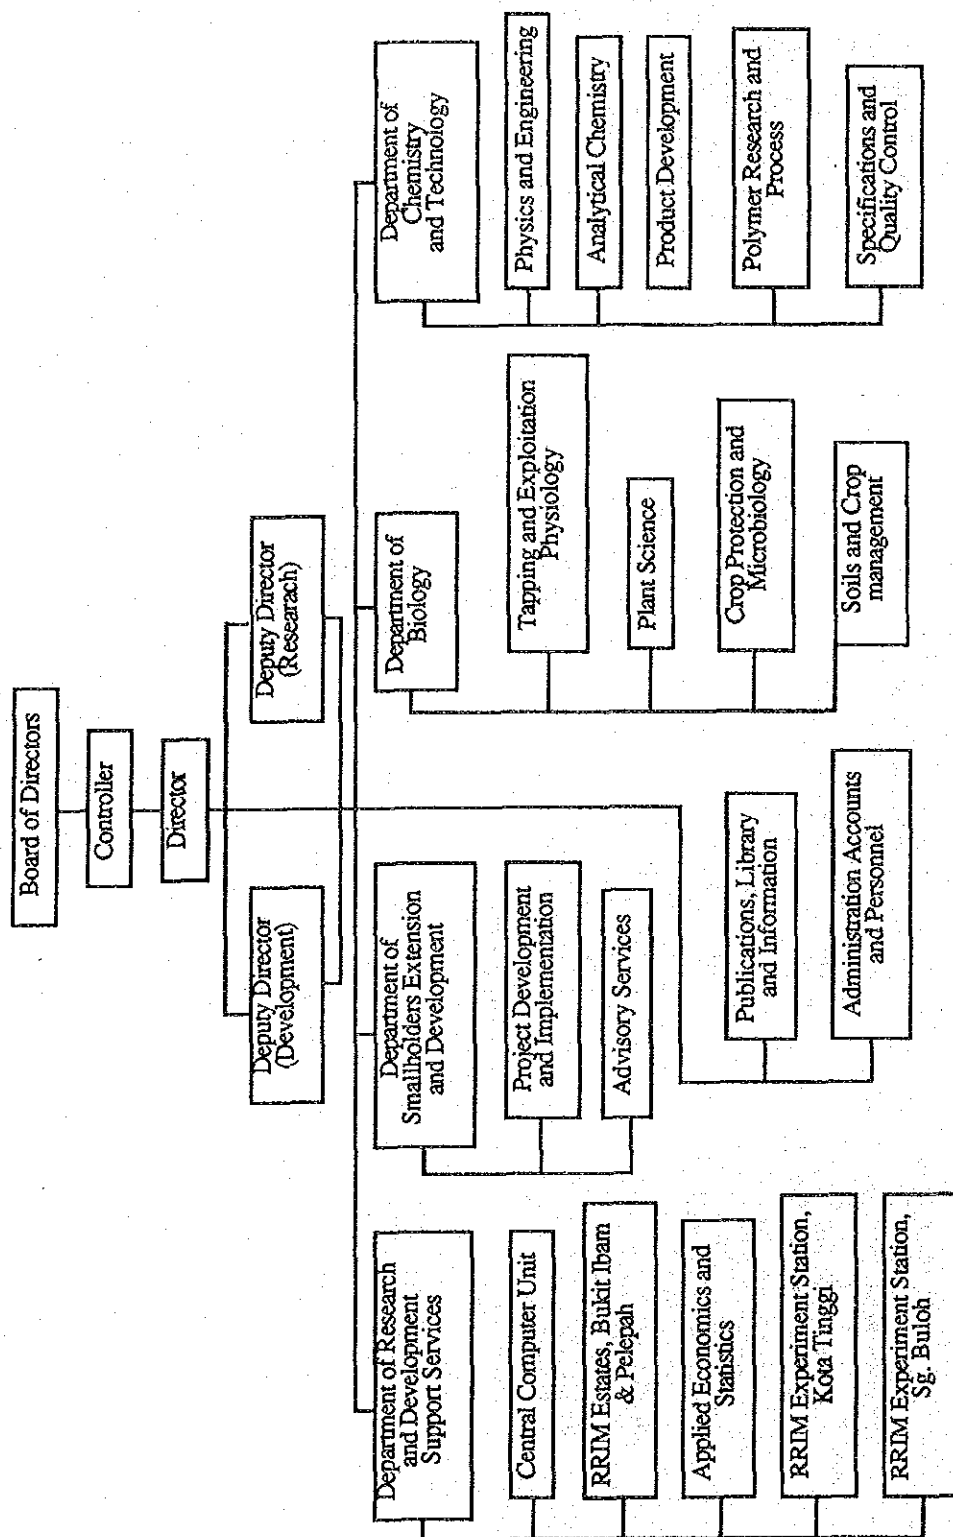 Board of Directors
Controller
Director
Deputy Director
(Development)
Deputy Director
(Researach)
Department of Research
and Development
Support Services
Central Computer Unit
RRIM Estates, Bukit Ibam
& Pelepah
Applied Economics and
Statistics
RRIM Experiment Station,
Kota Tinggi
RRIM Experiment Station,
Sg. Buloh
Department of
Smallholders Extension
and Development
Project Development
and Implementation
Advisory Services
Publications, Library
and Information
Administration Accounts
and Personnel
Department of
Biology
Tapping and Exploitation
Physiology
Plant Science
Crop Protection and
Microbiology
Soils and Crop
management
Department of
Chemistry
and Technology
Physics and Engineering
Analytical Chemistry
Product Development
Polymer Research and
Process
Specifications and
Quality Control